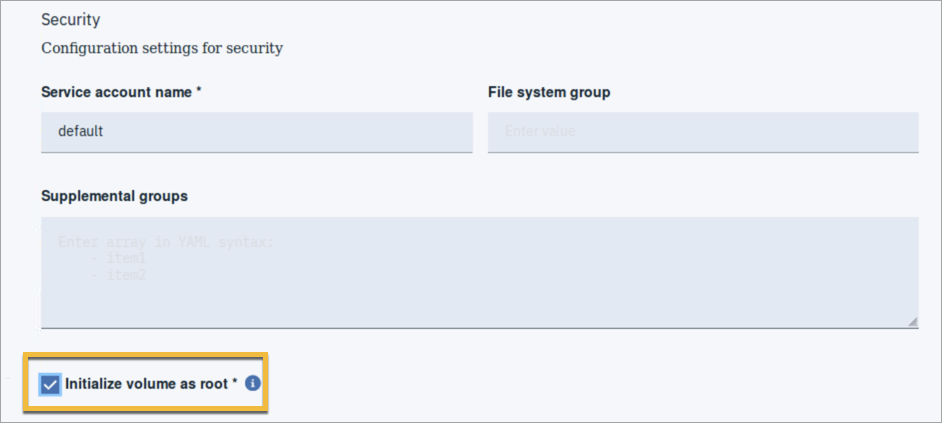 Security
Configuration settings for security
Service account name *
File system group
default
Enter value
Supplemental groups
Enter array in YAML syntax:
- item1
- item2
Initialize volume as root *